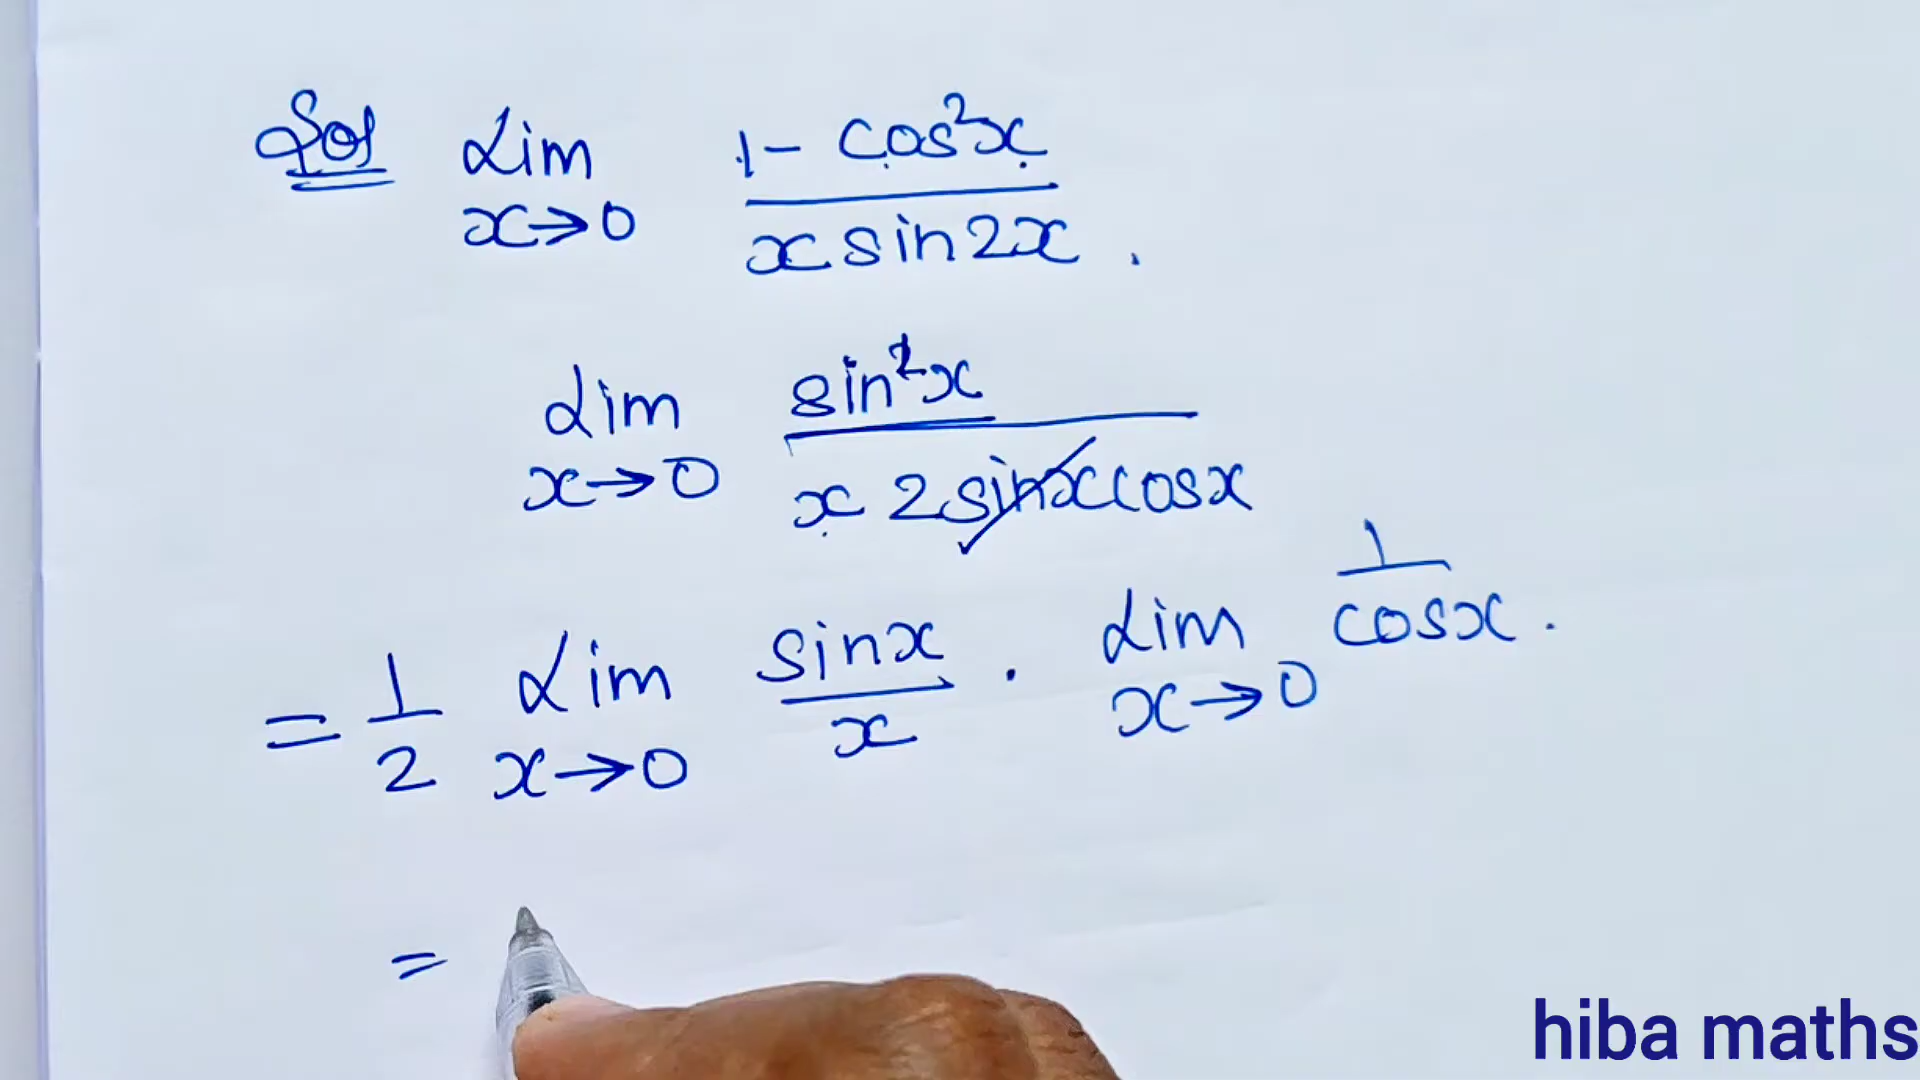 Sol Lim x→0 1 - cos²x / x sin2x .
Lim x→0 sin²x / x 2 sinx cosx
= 1/2 Lim x→0 sinx / x . Lim x→0 1 / cosx .
=
hiba maths